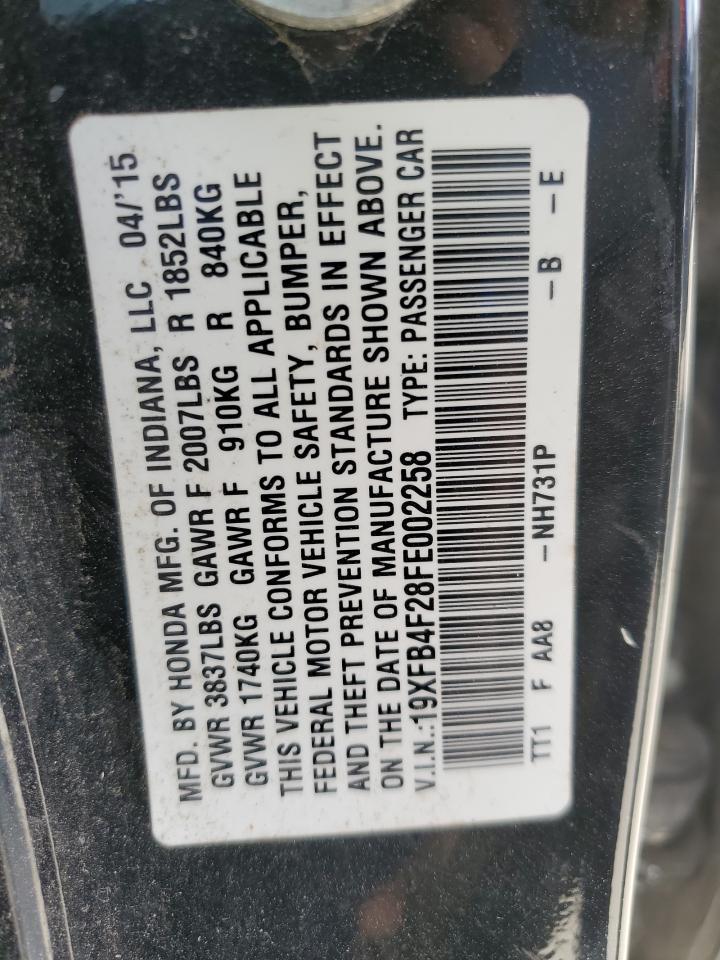 MFD. BY HONDA MFG. OF INDIANA, LLC 04/'15
GVWR 3837LBS GAWR F 2007LBS R 1852LBS
GVWR 1740KG GAWR F 910KG R 840KG
THIS VEHICLE CONFORMS TO ALL APPLICABLE
FEDERAL MOTOR VEHICLE SAFETY, BUMPER,
AND THEFT PREVENTION STANDARDS IN EFFECT
ON THE DATE OF MANUFACTURE SHOWN ABOVE.
V.I.N.:19XFB4F28FE002258 TYPE: PASSENGER CAR
TT1 F AA8 -NH731P -B -E